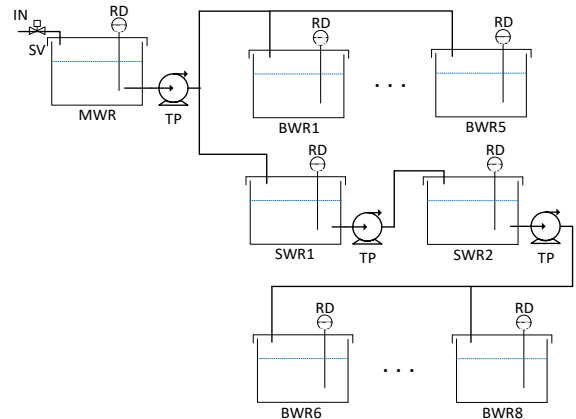 IN
RD
SV
MWR
TP
RD
RD
BWR1
. . .
BWR5
RD
RD
SWR1
TP
SWR2
TP
RD
RD
BWR6
. . .
BWR8